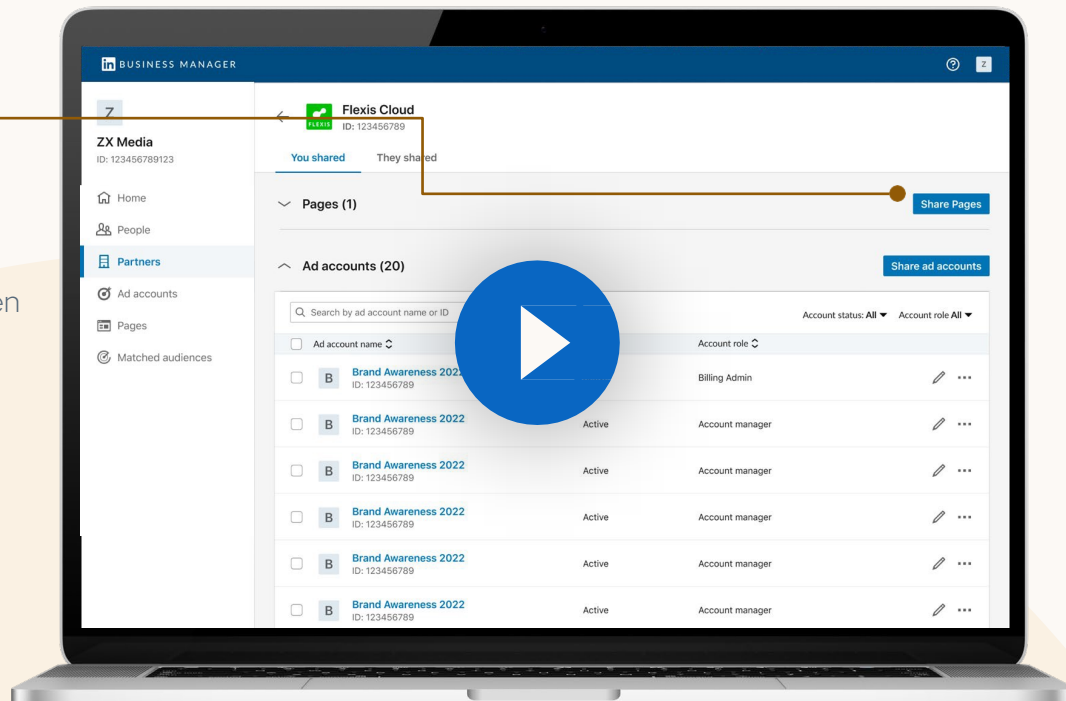 in BUSINESS MANAGER
Z
Z
ZX Media
ID: 123456789123
Home
People
Partners
Ad accounts
Pages
Matched audiences
en
FLEXIS
Flexis Cloud
ID: 123456789
You shared They shared
Pages (1)
Share Pages
Ad accounts (20)
Share ad accounts
Search by ad account name or ID
Account status: All Account role All
Ad account name Account role
B Brand Awareness 2022 Billing Admin
ID: 123456789
B Brand Awareness 2022 Active Account manager
ID: 123456789
B Brand Awareness 2022 Active Account manager
ID: 123456789
B Brand Awareness 2022 Active Account manager
ID: 123456789
B Brand Awareness 2022 Active Account manager
ID: 123456789
B Brand Awareness 2022 Active Account manager
ID: 123456789